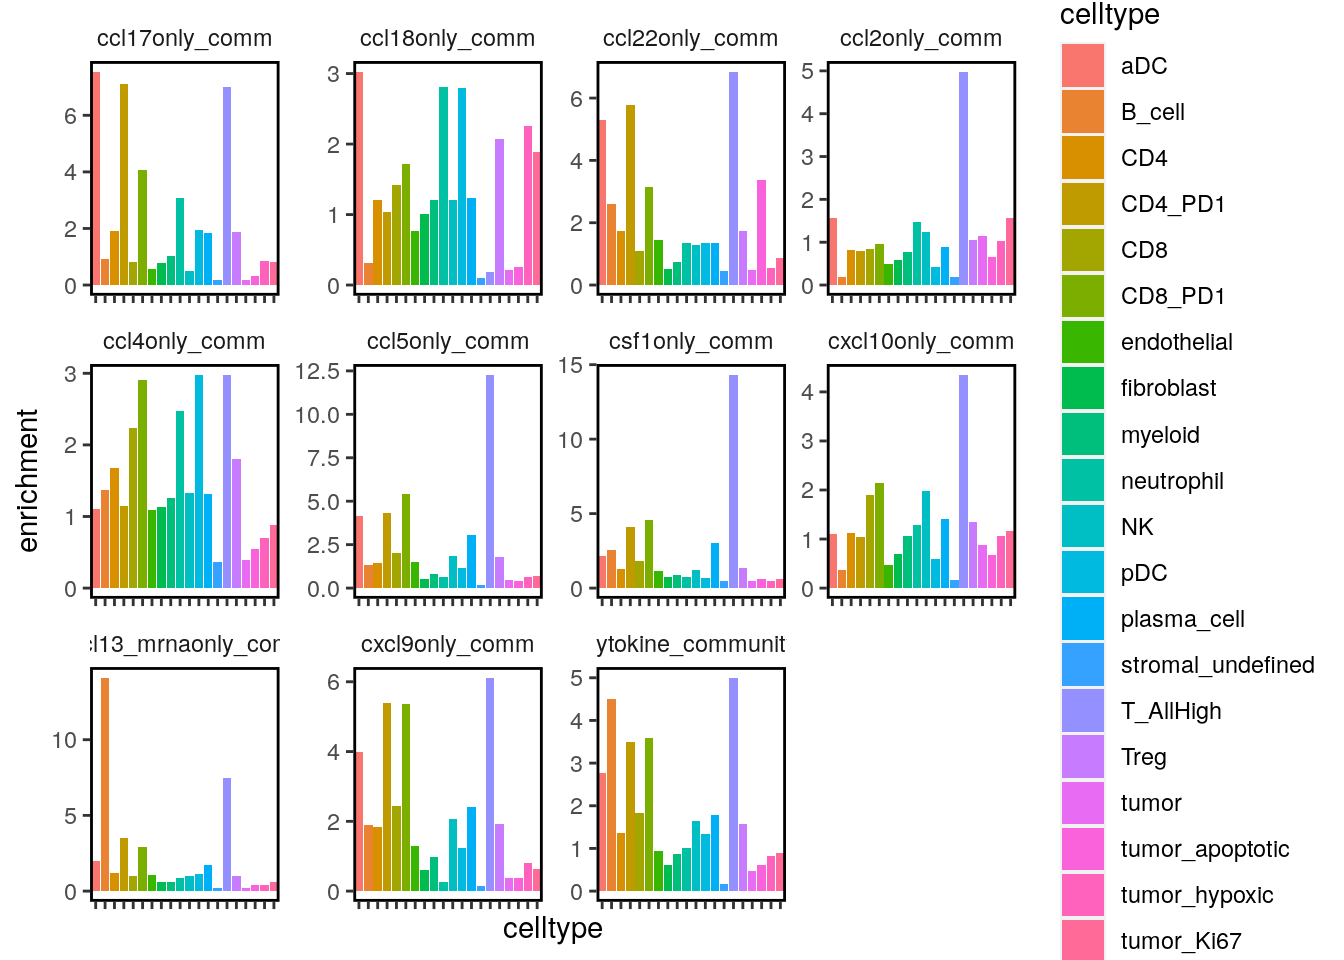 celltype
ccl17only_comm ccl18only_comm ccl22only_comm ccl2only_comm
6 4 2 0
3 2 1 0
6 4 2 0
5 4 3 2 1 0
ccl4only_comm ccl5only_comm csf1only_comm cxcl10only_comm
3 2 1 0
12.5 10.0 7.5 5.0 2.5 0.0
15 10 5 0
4 3 2 1 0
cl13_mrnaonly_cor cxcl9only_comm ytokine_communit
10 5 0
6 4 2 0
5 4 3 2 1 0
enrichment
celltype
aDC
B_cell
CD4
CD4_PD1
CD8
CD8_PD1
endothelial
fibroblast
myeloid
neutrophil
NK
pDC
plasma_cell
stromal_undefined
T_AllHigh
Treg
tumor
tumor_apoptotic
tumor_hypoxic
tumor_Ki67